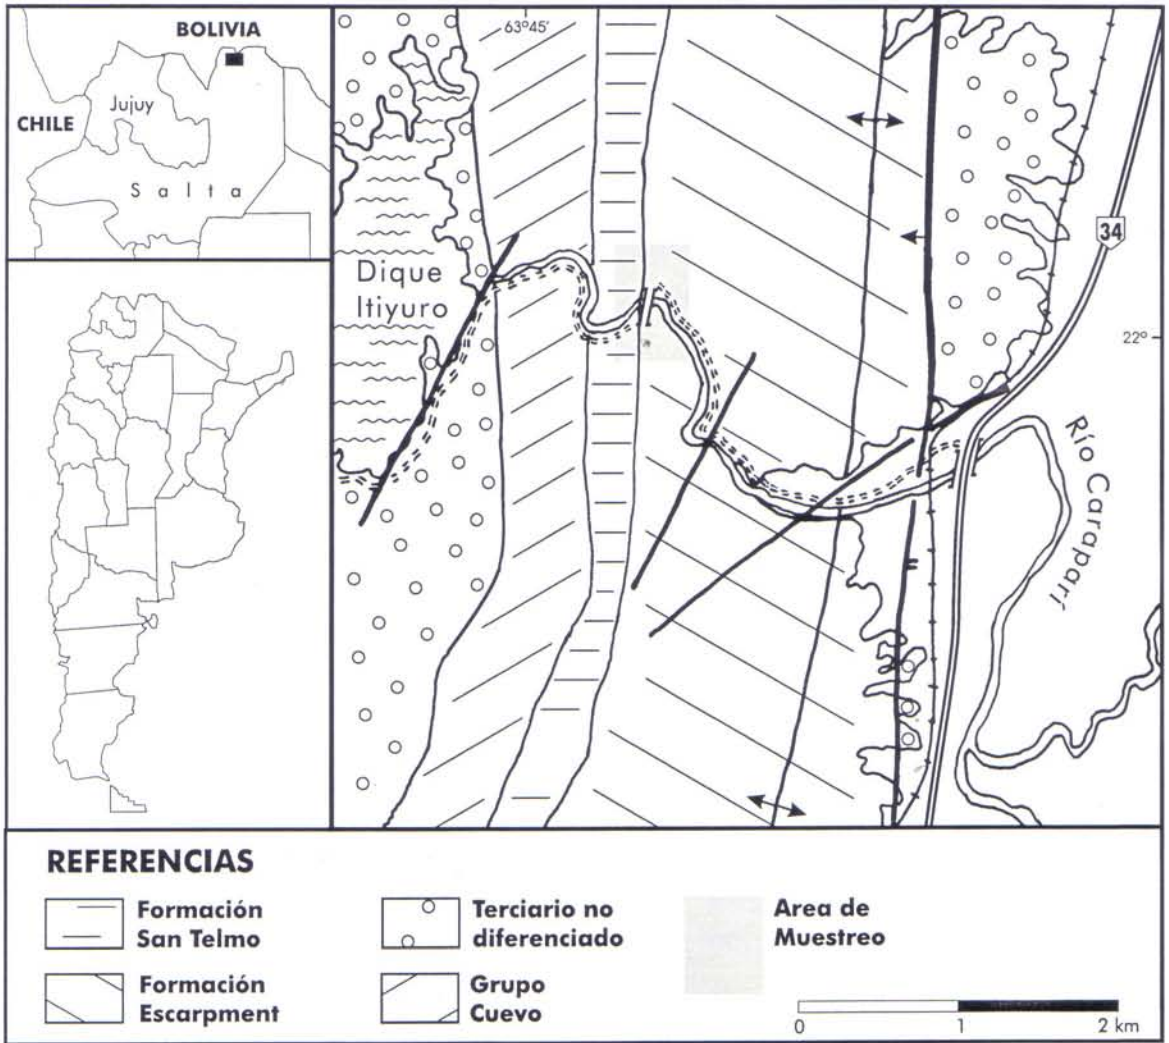 BOLIVIA
Jujuy
CHILE
Salta
63°45'
Dique
Itiyuro
34
22°
Río Caraparí
REFERENCIAS
Formación
San Telmo
Formación
Escarpment
Terciario no
diferenciado
Grupo
Cuevo
Area de
Muestreo
0 1 2 km